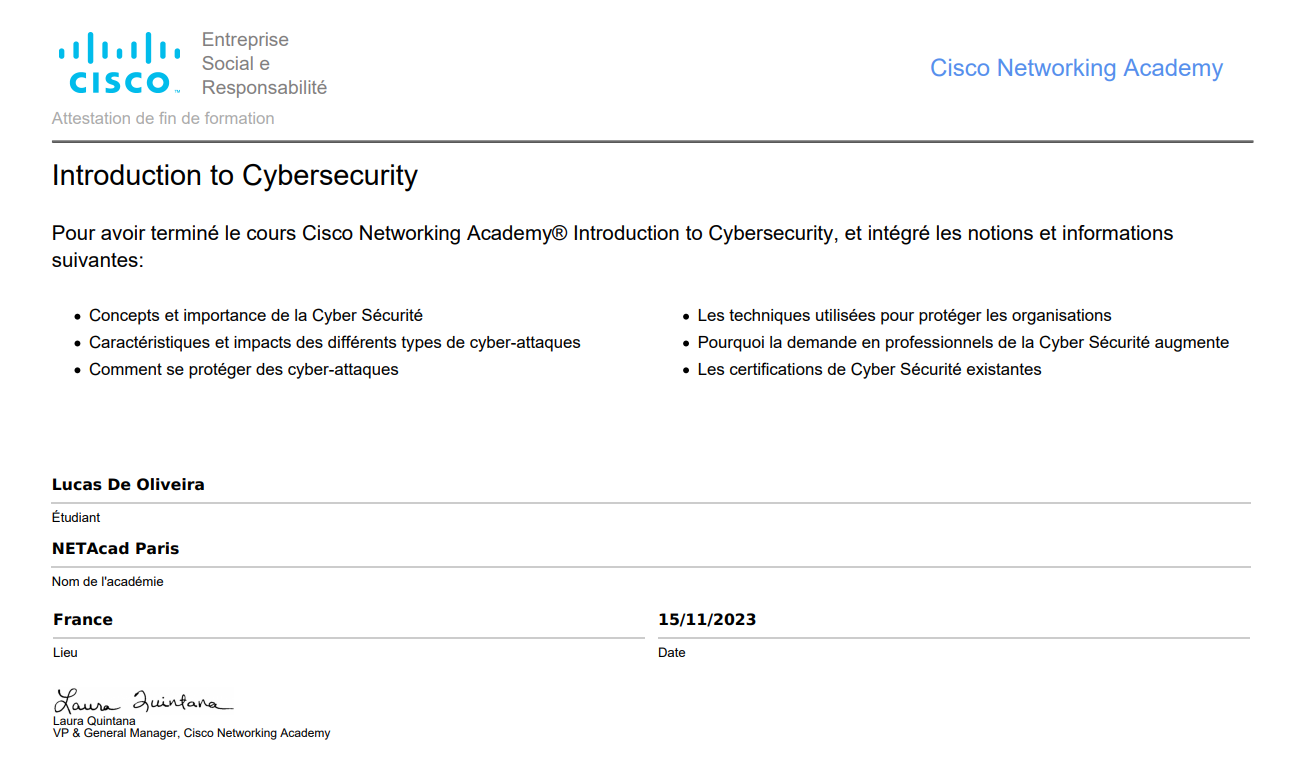 CISCO
Entreprise
Social e
Responsabilité
Cisco Networking Academy
Attestation de fin de formation
Introduction to Cybersecurity
Pour avoir terminé le cours Cisco Networking Academy® Introduction to Cybersecurity, et intégré les notions et informations
suivantes:
• Concepts et importance de la Cyber Sécurité
• Caractéristiques et impacts des différents types de cyber-attaques
• Comment se protéger des cyber-attaques
• Les techniques utilisées pour protéger les organisations
• Pourquoi la demande en professionnels de la Cyber Sécurité augmente
• Les certifications de Cyber Sécurité existantes
Lucas De Oliveira
Étudiant
NETAcad Paris
Nom de l'académie
France
Lieu
15/11/2023
Date
Laura Quintana
Laura Quintana
VP & General Manager, Cisco Networking Academy